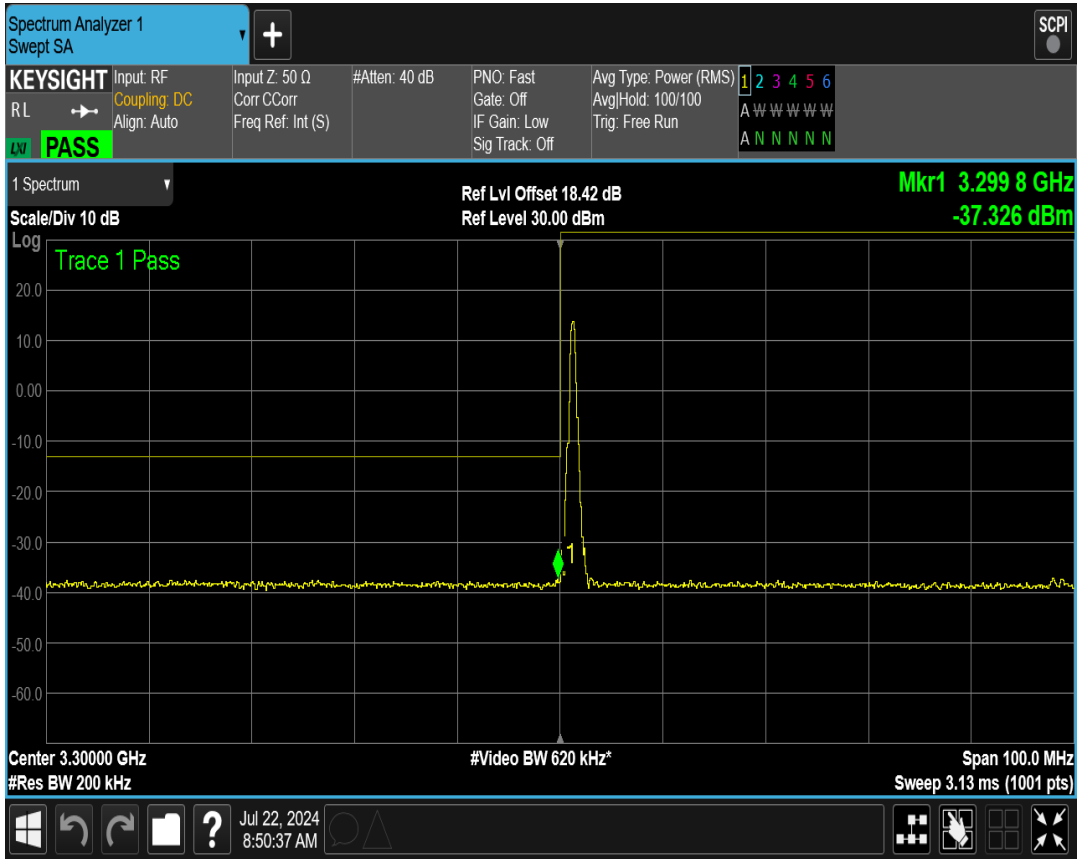 Spectrum Analyzer 1
Swept SA
+
SCPI
KEYSIGHT
RL
LXI PASS
Input: RF
Coupling: DC
Align: Auto
Input Z: 50 Ω
Corr CCorr
Freq Ref: Int (S)
#Atten: 40 dB
PNO: Fast
Gate: Off
IF Gain: Low
Sig Track: Off
Avg Type: Power (RMS)
Avg|Hold: 100/100
Trig: Free Run
1 2 3 4 5 6
A W W W W W
A N N N N N
1 Spectrum
Scale/Div 10 dB
Ref Lvl Offset 18.42 dB
Ref Level 30.00 dBm
Mkr1 3.299 8 GHz
-37.326 dBm
Log
Trace 1 Pass
20.0
10.0
0.00
-10.0
-20.0
-30.0
-40.0
-50.0
-60.0
1
Center 3.30000 GHz
#Res BW 200 kHz
#Video BW 620 kHz*
Span 100.0 MHz
Sweep 3.13 ms (1001 pts)
?
Jul 22, 2024
8:50:37 AM